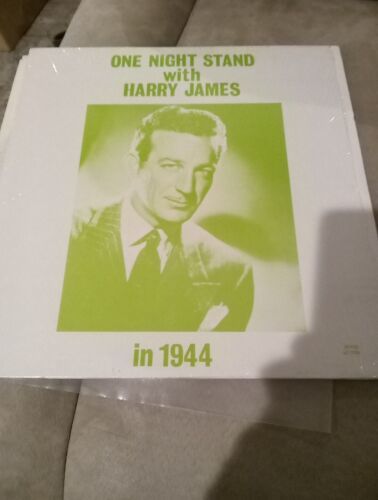 ONE NIGHT STAND
with
HARRY JAMES
in 1944